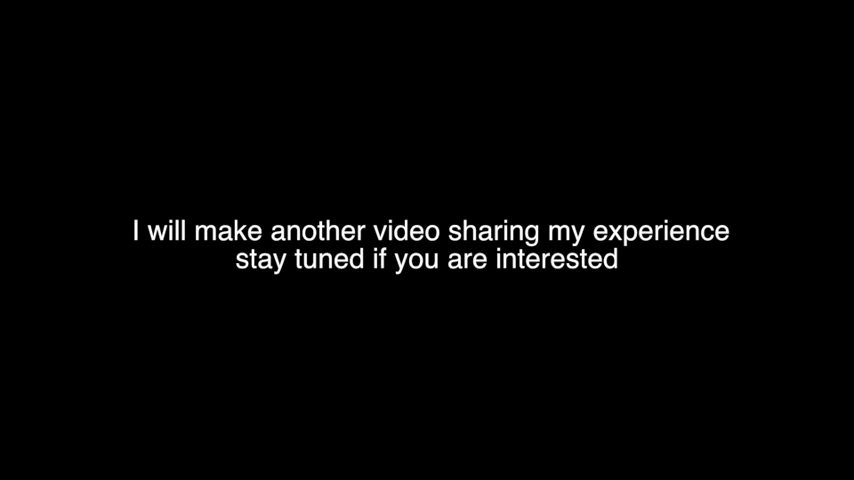 I will make another video sharing my experience
stay tuned if you are interested